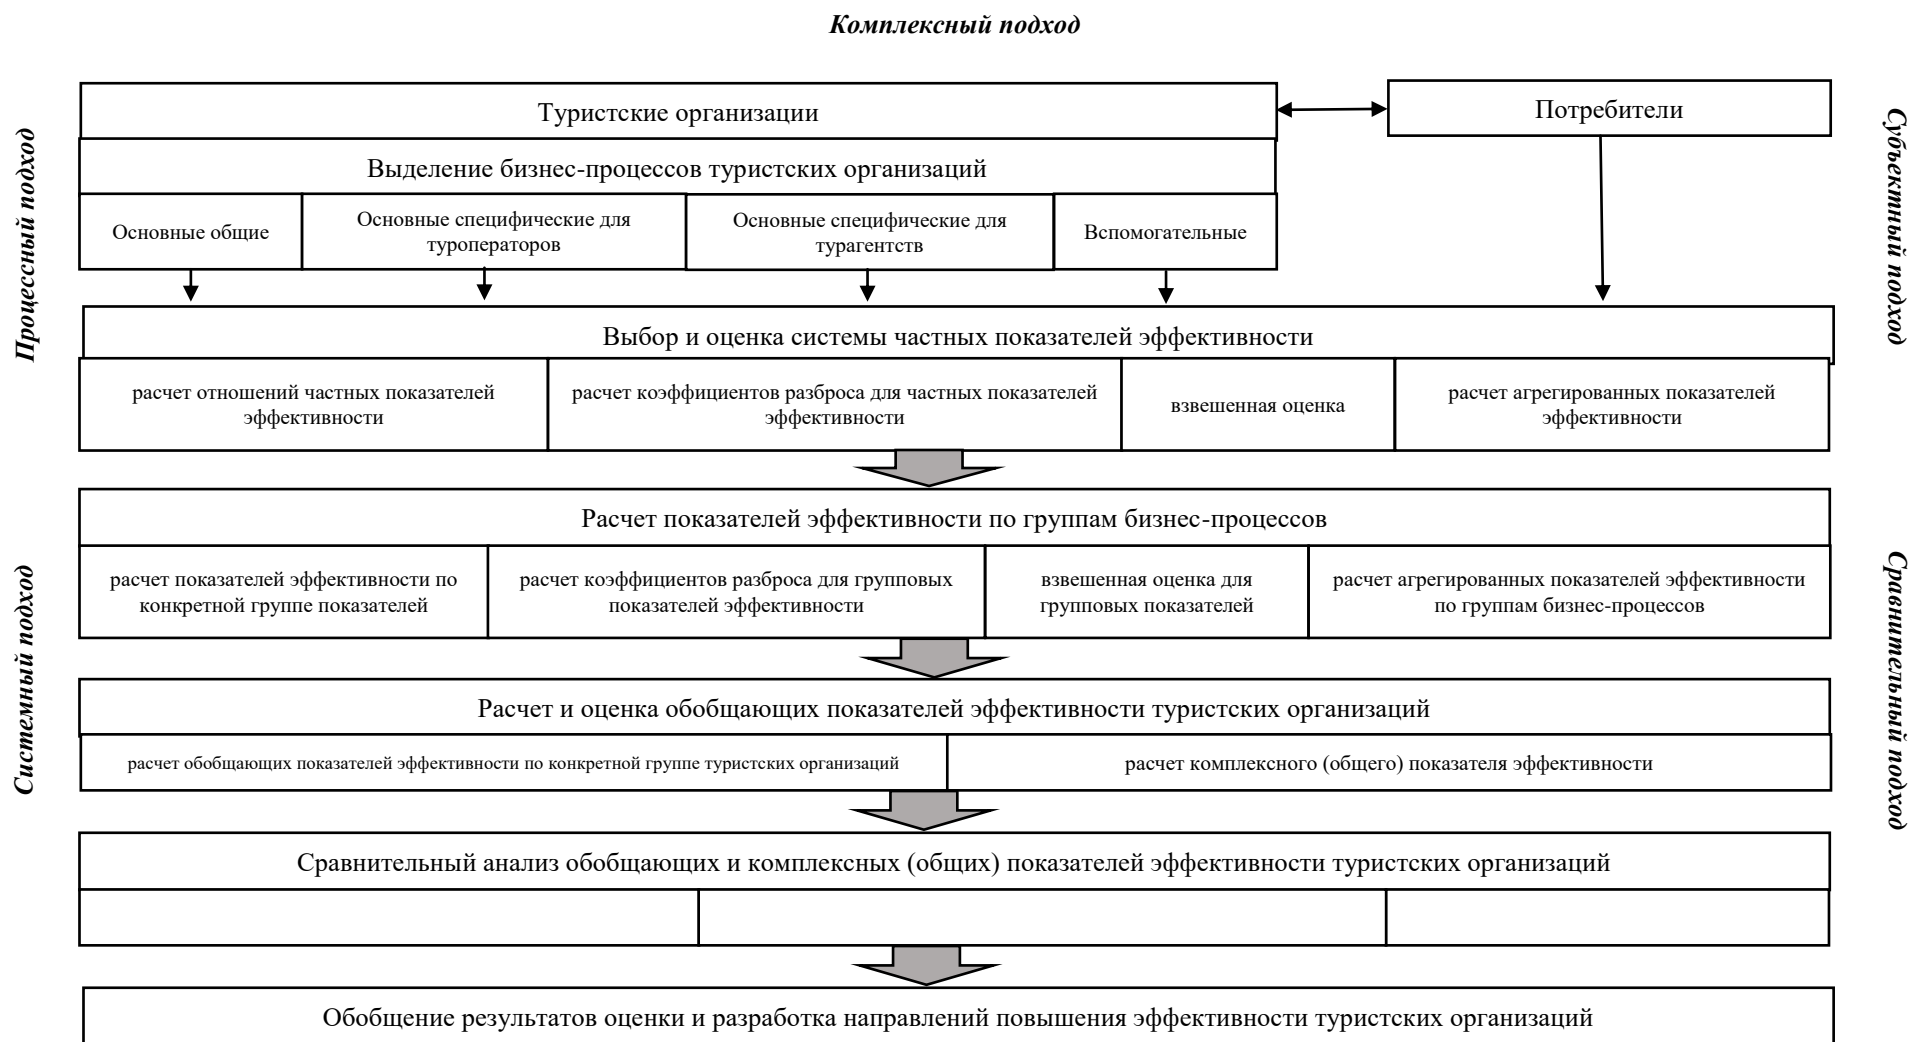 Комплексный подход
Процессный подход
Туристские организации
Потребители
Субъектный подход
Выделение бизнес-процессов туристских организаций
Основные общие
Основные специфические для
туроператоров
Основные специфические для
турагентств
Вспомогательные
Выбор и оценка системы частных показателей эффективности
расчет отношений частных показателей
эффективности
расчет коэффициентов разброса для частных показателей
эффективности
взвешенная оценка
расчет агрегированных показателей
эффективности
Системный подход
Расчет показателей эффективности по группам бизнес-процессов
Сравнительный подход
расчет показателей эффективности по
конкретной группе показателей
расчет коэффициентов разброса для групповых
показателей эффективности
взвешенная оценка для
групповых показателей
расчет агрегированных показателей эффективности
по группам бизнес-процессов
Расчет и оценка обобщающих показателей эффективности туристских организаций
расчет обобщающих показателей эффективности по конкретной группе туристских организаций
расчет комплексного (общего) показателя эффективности
Сравнительный анализ обобщающих и комплексных (общих) показателей эффективности туристских организаций
Обобщение результатов оценки и разработка направлений повышения эффективности туристских организаций